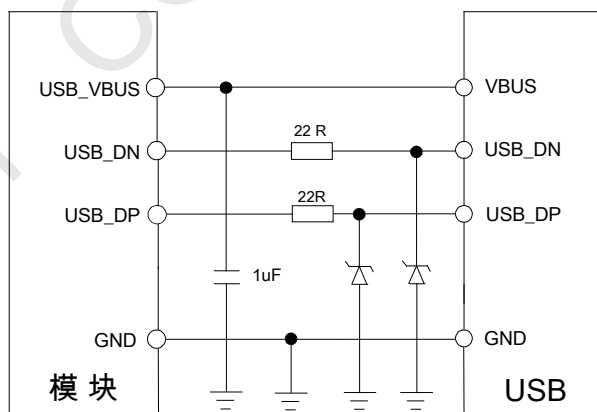 USB_VBUS
VBUS
22 R
USB_DN
USB_DN
22R
USB_DP
USB_DP
1uF
GND
GND
模块
USB